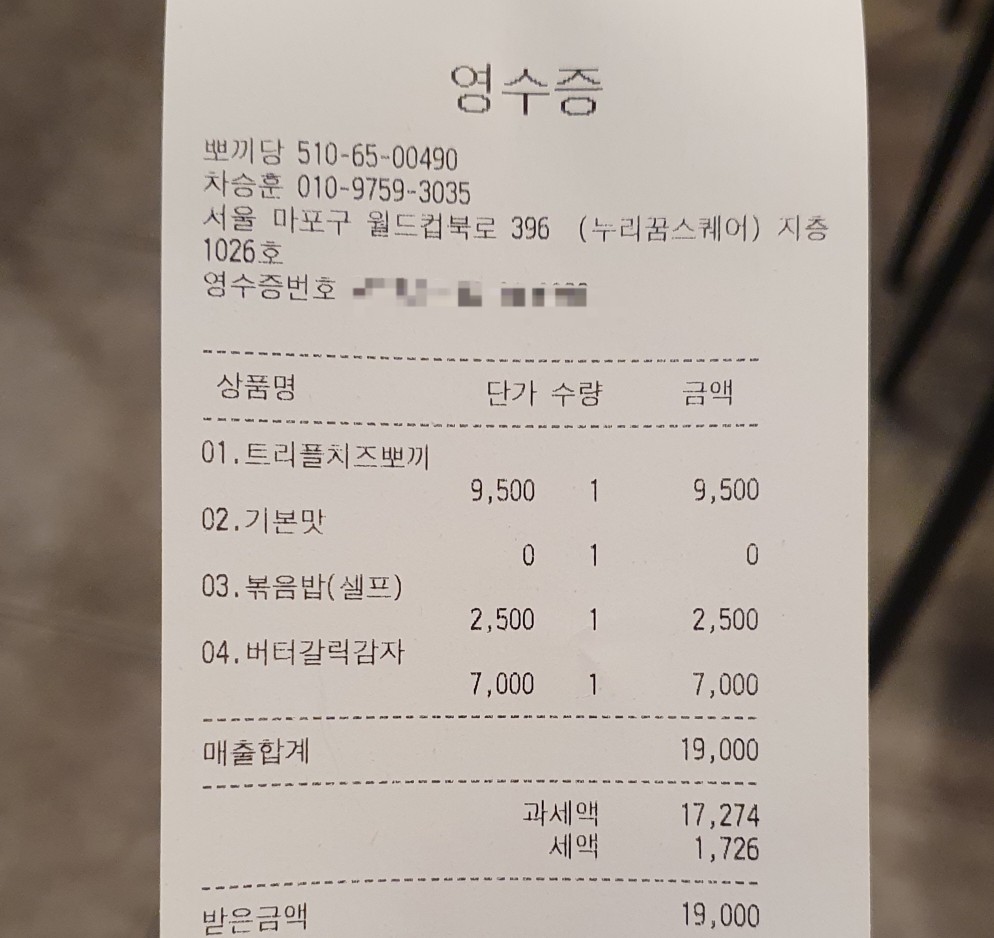 영수증
뽀끼당 510-65-00490
차승훈 010-9759-3035
서울 마포구 월드컵북로 396 (누리꿈스퀘어) 지층
1026호
영수증번호
상품명 단가 수량 금액
01.트리플치즈뽀끼
9,500 1 9,500
02.기본맛
0 1 0
03.볶음밥(셀프)
2,500 1 2,500
04.버터갈릭감자
7,000 1 7,000
매출합계 19,000
과세액 17,274
세액 1,726
받은금액 19,000